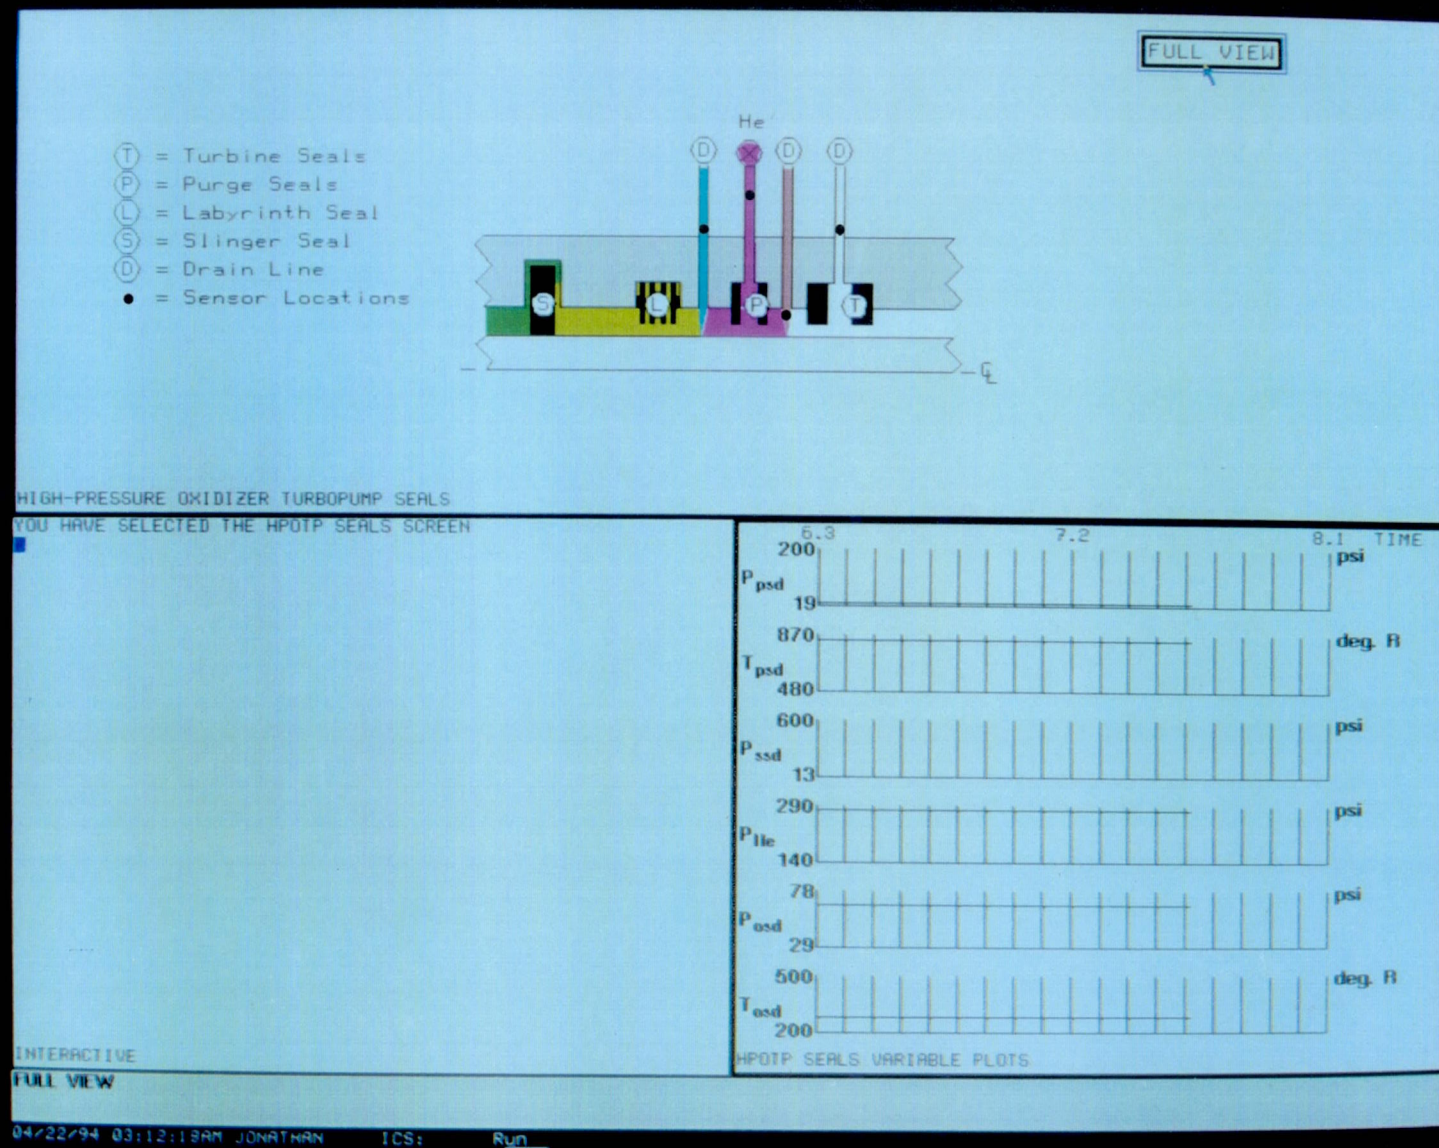 FULL VIEW
He
D D D
T = Turbine Seals
P = Purge Seals
L = Labyrinth Seal
S = Slinger Seal
D = Drain Line
● = Sensor Locations
S L P T
℄
HIGH-PRESSURE OXIDIZER TURBOPUMP SEALS
YOU HAVE SELECTED THE HPOTP SEALS SCREEN
INTERACTIVE
6.3 7.2 8.1 TIME
200 psi
Ppsd
19
870 deg. R
Tpsd
480
600 psi
Pssd
13
290 psi
PHe
140
78 psi
Posd
29
500 deg. R
Tosd
200
HPOTP SEALS VARIABLE PLOTS
FULL VIEW
04/22/94 03:12:19AM JONATHAN ICS: Run